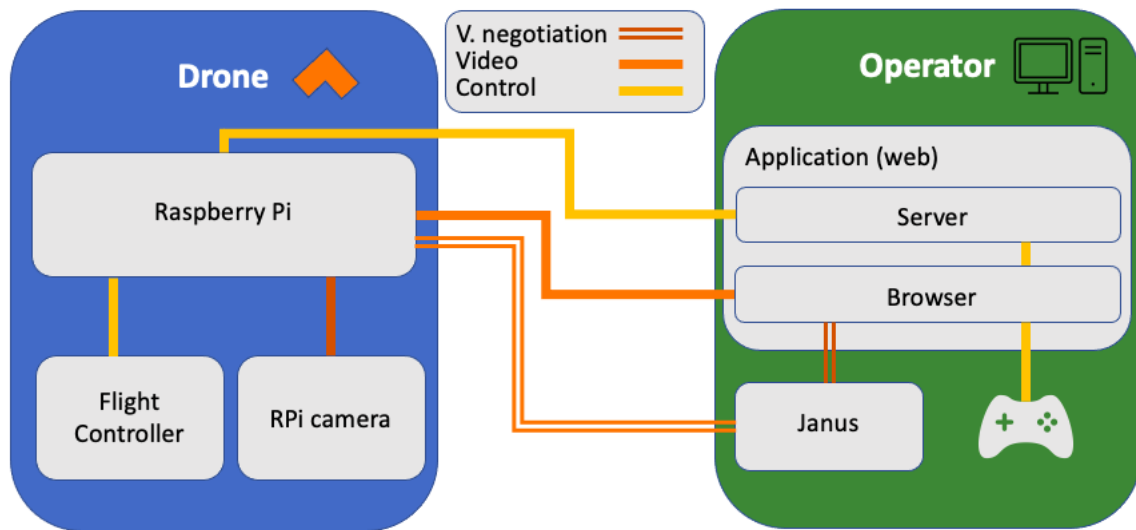 V. negotiation
Video
Control
Drone
Raspberry Pi
Flight
Controller
RPi camera
Operator
Application (web)
Server
Browser
Janus